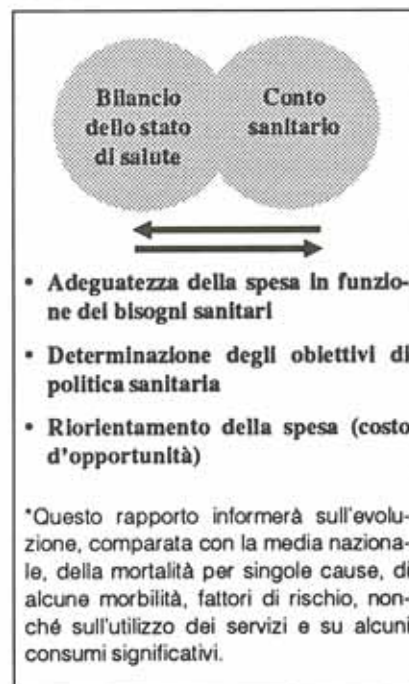 Bilancio
dello stato
di salute
Conto
sanitario
• Adeguatezza della spesa in funzio-
ne dei bisogni sanitari
• Determinazione degli obiettivi di
politica sanitaria
• Riorientamento della spesa (costo
d'opportunità)
*Questo rapporto informerà sull'evolu-
zione, comparata con la media naziona-
le, della mortalità per singole cause, di
alcune morbilità, fattori di rischio, non-
ché sull'utilizzo dei servizi e su alcuni
consumi significativi.